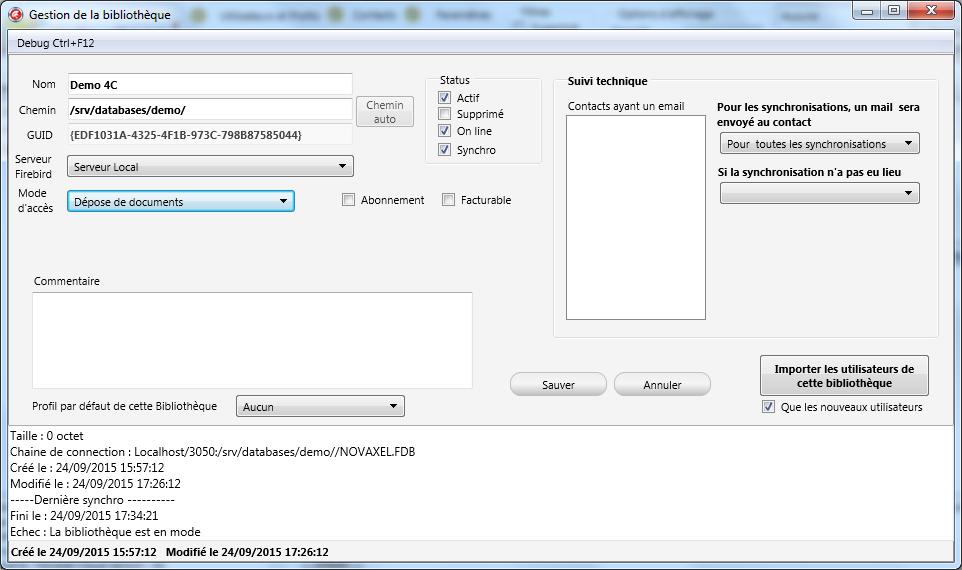 Gestion de la bibliothèque
Debug Ctrl+F12
Nom
Demo 4C
Chemin
/srv/databases/demo/
Chemin
auto
GUID
{EDF1031A-4325-4F1B-973C-798B87585044}
Serveur
Firebird
Serveur Local
Mode
d'accès
Dépose de documents
Abonnement
Facturable
Status
Actif
Supprimé
On line
Synchro
Suivi technique
Contacts ayant un email
Pour les synchronisations, un mail sera
envoyé au contact
Pour toutes les synchronisations
Si la synchronisation n'a pas eu lieu
Commentaire
Profil par défaut de cette Bibliothèque
Aucun
Sauver
Annuler
Importer les utilisateurs de
cette bibliothèque
Que les nouveaux utilisateurs
Taille : 0 octet
Chaine de connection : Localhost/3050:/srv/databases/demo//NOVAXEL.FDB
Créé le : 24/09/2015 15:57:12
Modifié le : 24/09/2015 17:26:12
-----Dernière synchro ----------
Fini le : 24/09/2015 17:34:21
Echec : La bibliothèque est en mode
Créé le 24/09/2015 15:57:12 Modifié le 24/09/2015 17:26:12